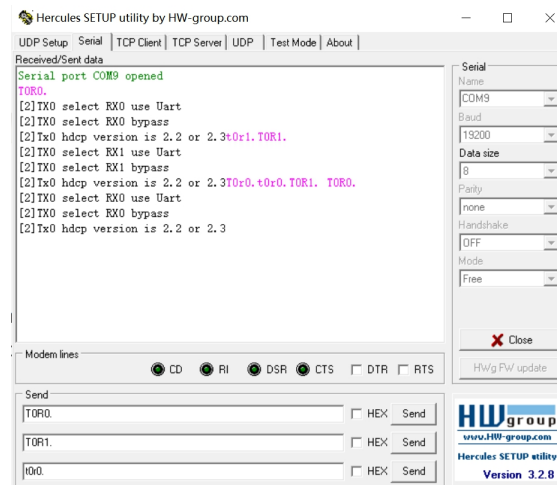 Hercules SETUP utility by HW-group.com
UDP Setup Serial TCP Client TCP Server UDP Test Mode About
Received/Sent data
Serial port COM9 opened
T0R0.
[2]TX0 select RX0 use Uart
[2]TX0 select RX0 bypass
[2]Tx0 hdcp version is 2.2 or 2.3t0r1.T0R1.
[2]TX0 select RX1 use Uart
[2]TX0 select RX1 bypass
[2]Tx0 hdcp version is 2.2 or 2.3T0r0.t0r0.T0R1. T0R0.
[2]TX0 select RX0 use Uart
[2]TX0 select RX0 bypass
[2]Tx0 hdcp version is 2.2 or 2.3
Serial
Name
COM9
Baud
19200
Data size
8
Parity
none
Handshake
OFF
Mode
Free
Close
HWg FW update
Modem lines
CD RI DSR CTS DTR RTS
Send
T0R0. HEX Send
T0R1. HEX Send
t0r0. HEX Send
HWgroup
www.HW-group.com
Hercules SETUP utility
Version 3.2.8